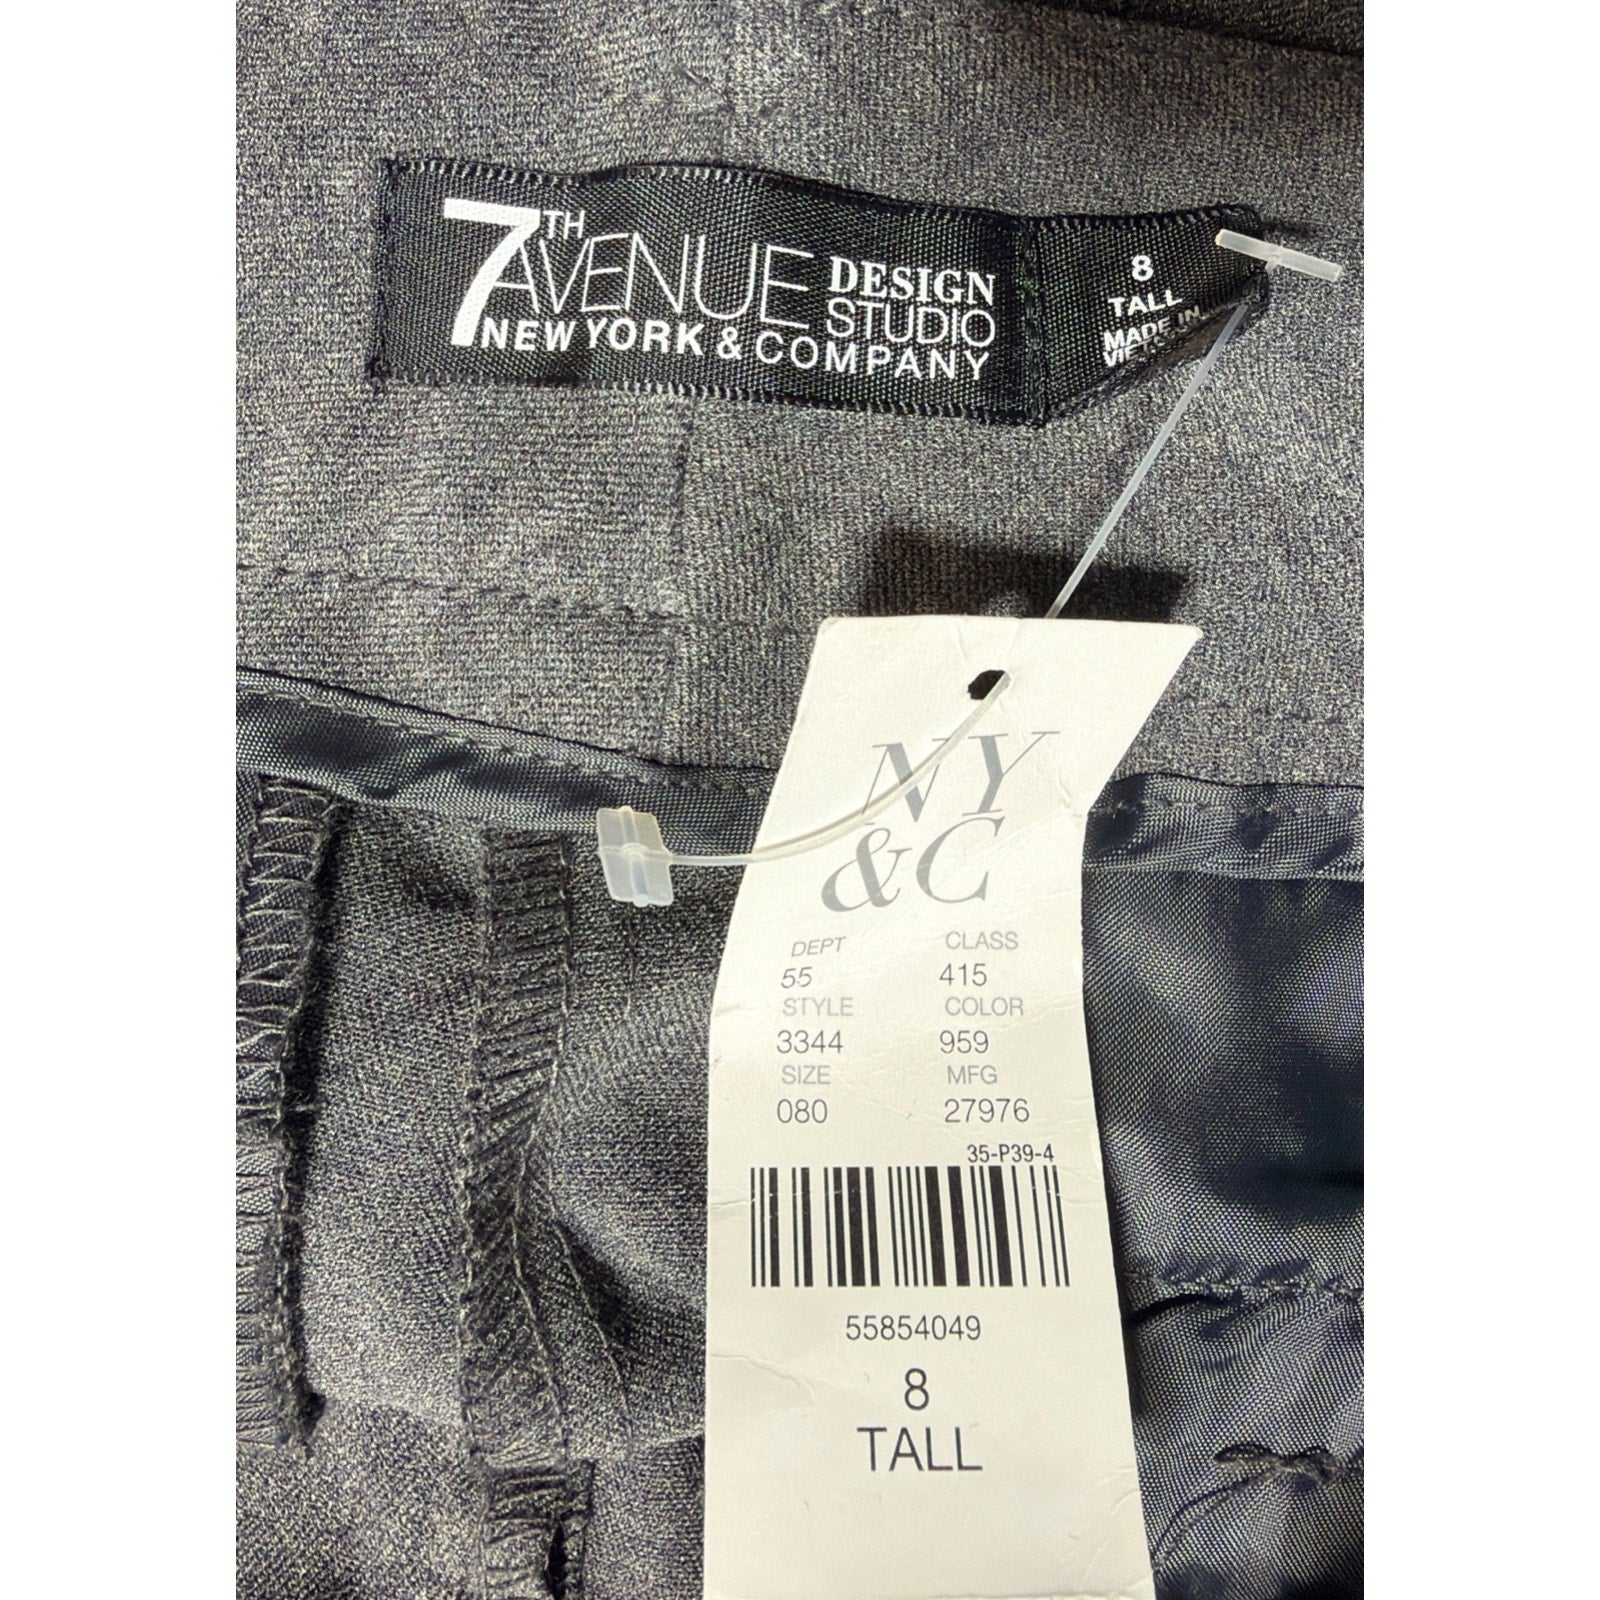 7TH AVENUE DESIGN STUDIO
NEW YORK & COMPANY
8
TALL
MADE IN
NY
&C
DEPT CLASS
55 415
STYLE COLOR
3344 959
SIZE MFG
080 27976
35-P39-4
55854049
8
TALL